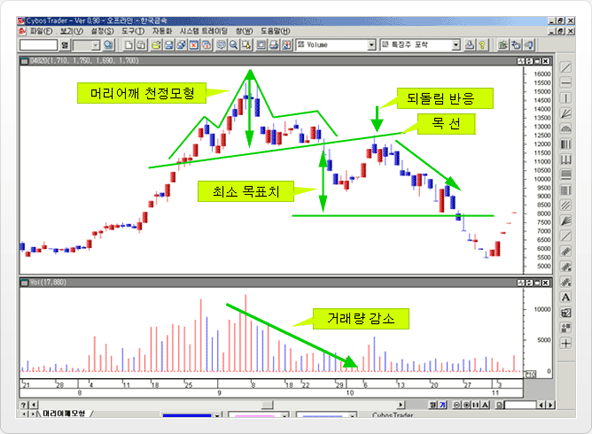 CybosTrader - Ver 8.90 - 오프라인 - 한국금속
파일(F) 보기(V) 설정(S) 도구(T) 자동화 시스템 트레이딩 창(W) 도움말(H)
Volume 특징주 포착
04020(1,710, 1,750, 1,690, 1,700)
머리어깨 천정모형
되돌림 반응
목 선
최소 목표치
16000
15500
15000
14500
14000
13500
13000
12500
12000
11500
11000
10500
10000
9500
9000
8500
8000
7500
7000
6500
6000
5500
5000
Vol(17,880)
거래량 감소
10000
5000
0
21 28 4 11 18 25 1 8 18 22 29 6 13 20 27 3
8 9 10 11
머리어깨모형
CybosTrader